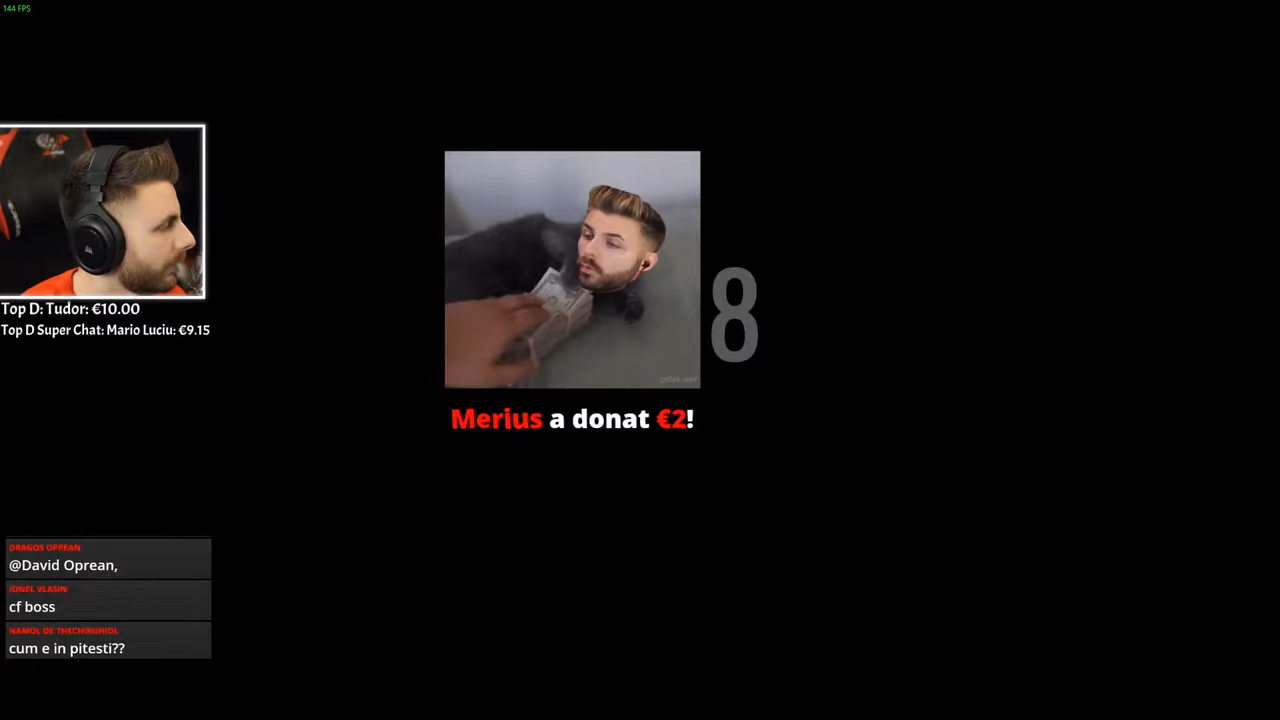 144 FPS
Top D: Tudor: €10.00
Top D Super Chat: Mario Luciu: €9.15
8
Merius a donat €2!
DRAGOS OPREAN
@David Oprean,
IONEL VLASIN
cf boss
NAMOL DE THECHIRGHIOL
cum e in pitesti??